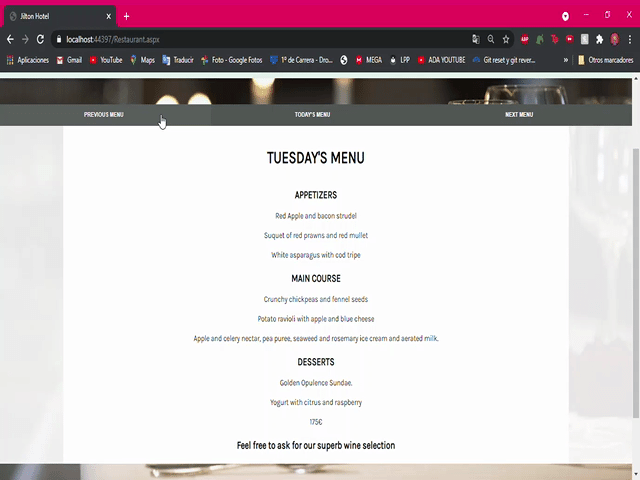 Jilton Hotel
localhost:44397/Restaurant.aspx
Aplicaciones Gmail YouTube Maps Traducir Foto - Google Fotos 1º de Carrera - Dro... MEGA LPP ADA YOUTUBE Git reset y git rever... » Otros marcadores
PREVIOUS MENU TODAY'S MENU NEXT MENU
TUESDAY'S MENU
APPETIZERS
Red Apple and bacon strudel
Suquet of red prawns and red mullet
White asparagus with cod tripe
MAIN COURSE
Crunchy chickpeas and fennel seeds
Potato ravioli with apple and blue cheese
Apple and celery nectar, pea puree, seaweed and rosemary ice cream and aerated milk.
DESSERTS
Golden Opulence Sundae.
Yogurt with citrus and raspberry
175€
Feel free to ask for our superb wine selection